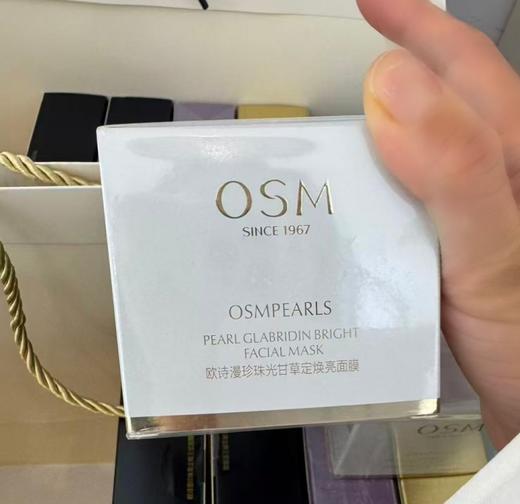 OSM
SINCE 1967
OSMPEARLS
PEARL GLABRIDIN BRIGHT
FACIAL MASK
欧诗漫珍珠光甘草定焕亮面膜
OSM